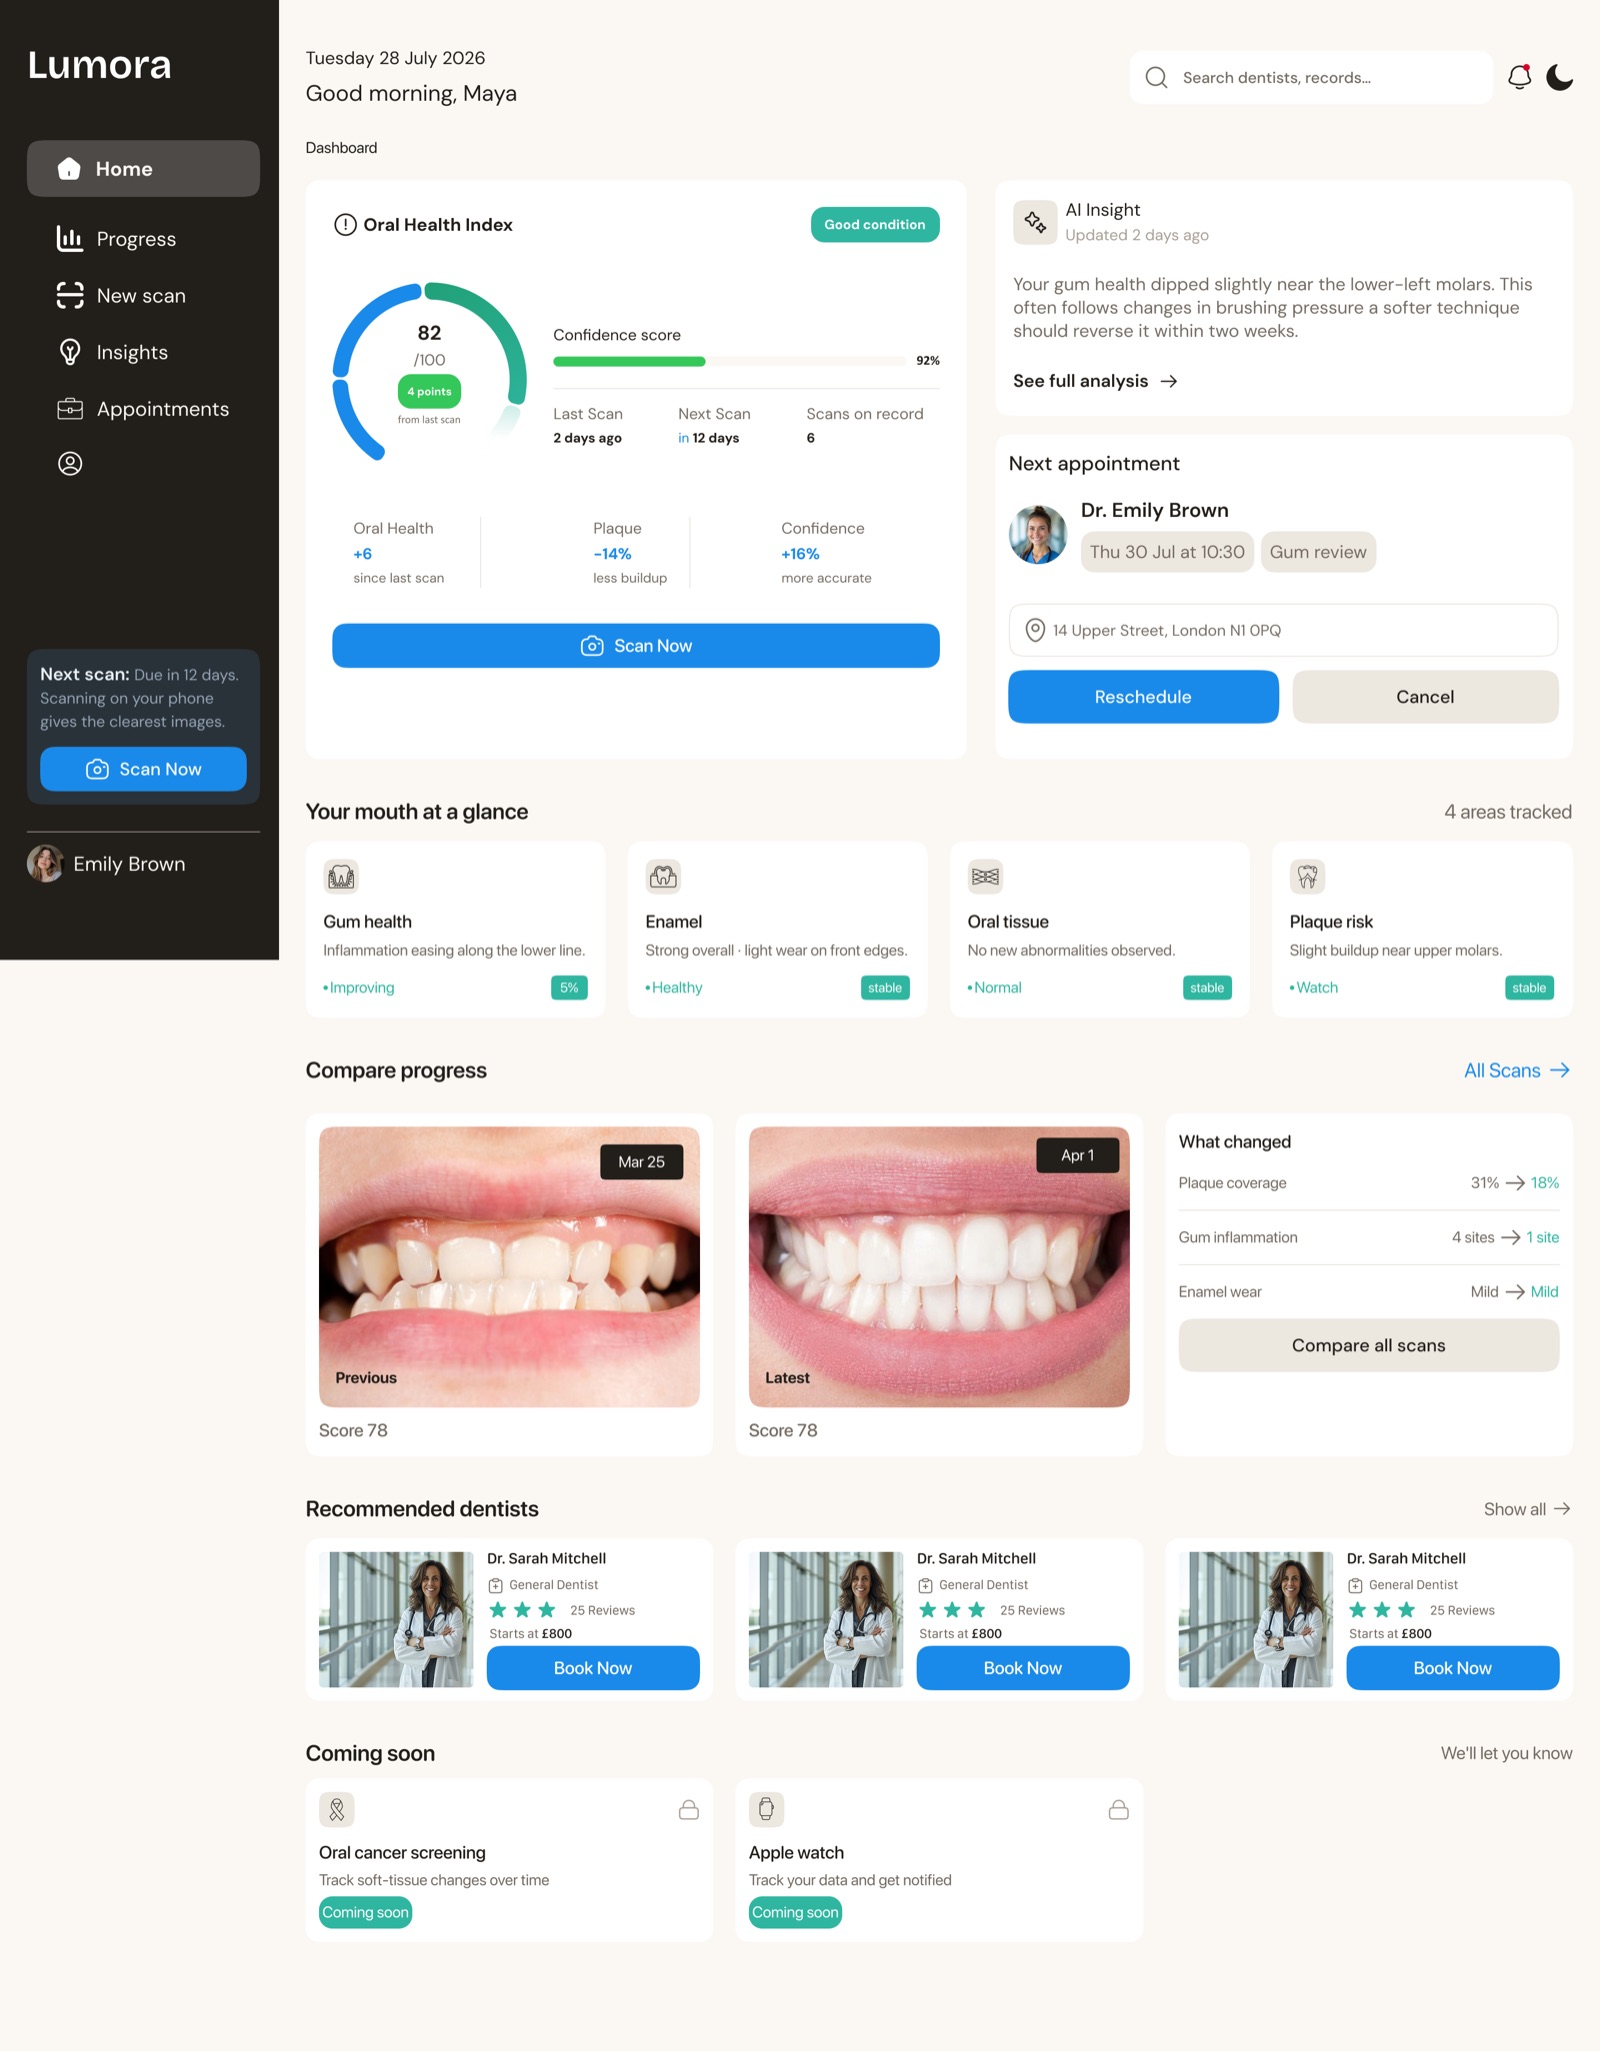 Lumora
Home
Progress
New scan
Insights
Appointments
Next scan: Due in 12 days.
Scanning on your phone
gives the clearest images.
Scan Now
Emily Brown
Tuesday 28 July 2026
Good morning, Maya
Search dentists, records...
Dashboard
Oral Health Index
Good condition
82
/100
4 points
from last scan
Confidence score
92%
Last Scan
2 days ago
Next Scan
in 12 days
Scans on record
6
Oral Health
+6
since last scan
Plaque
-14%
less buildup
Confidence
+16%
more accurate
Scan Now
AI Insight
Updated 2 days ago
Your gum health dipped slightly near the lower-left molars. This
often follows changes in brushing pressure a softer technique
should reverse it within two weeks.
See full analysis
Next appointment
Dr. Emily Brown
Thu 30 Jul at 10:30
Gum review
14 Upper Street, London N1 0PQ
Reschedule
Cancel
Your mouth at a glance
4 areas tracked
Gum health
Inflammation easing along the lower line.
•Improving
5%
Enamel
Strong overall · light wear on front edges.
•Healthy
stable
Oral tissue
No new abnormalities observed.
•Normal
stable
Plaque risk
Slight buildup near upper molars.
•Watch
stable
Compare progress
All Scans
Mar 25
Previous
Score 78
Apr 1
Latest
Score 78
What changed
Plaque coverage
31% → 18%
Gum inflammation
4 sites → 1 site
Enamel wear
Mild → Mild
Compare all scans
Recommended dentists
Show all
Dr. Sarah Mitchell
General Dentist
25 Reviews
Starts at £800
Book Now
Dr. Sarah Mitchell
General Dentist
25 Reviews
Starts at £800
Book Now
Dr. Sarah Mitchell
General Dentist
25 Reviews
Starts at £800
Book Now
Coming soon
We'll let you know
Oral cancer screening
Track soft-tissue changes over time
Coming soon
Apple watch
Track your data and get notified
Coming soon